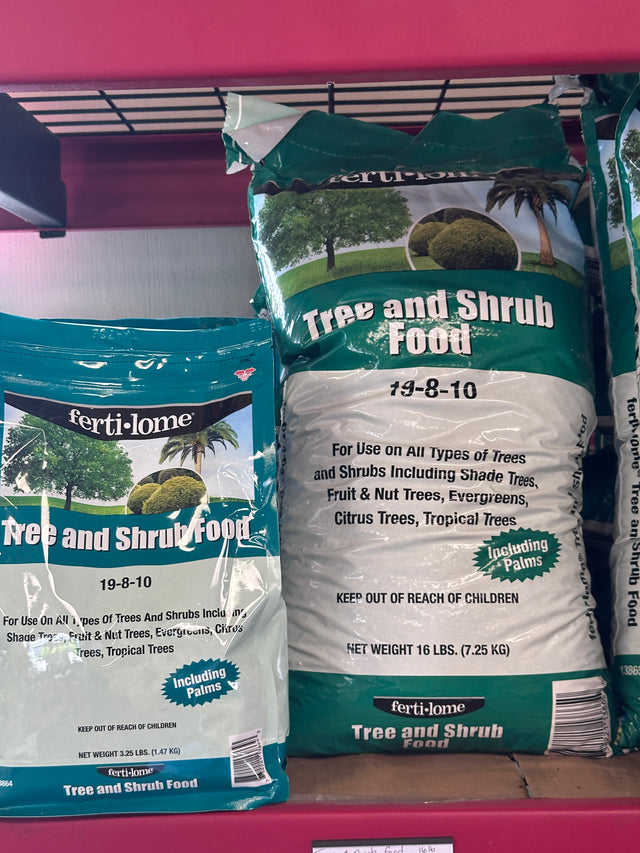 ferti·lome
Tree and Shrub Food
19-8-10
For Use On All Types Of Trees And Shrubs Including
Shade Trees, Fruit & Nut Trees, Evergreens, Citrus
Trees, Tropical Trees
Including
Palms
KEEP OUT OF REACH OF CHILDREN
NET WEIGHT 3.25 LBS. (1.47 KG)
ferti·lome
Tree and Shrub Food
ferti·lome
Tree and Shrub
Food
19-8-10
For Use on All Types of Trees
and Shrubs Including Shade Trees,
Fruit & Nut Trees, Evergreens,
Citrus Trees, Tropical Trees
Including
Palms
KEEP OUT OF REACH OF CHILDREN
NET WEIGHT 16 LBS. (7.25 KG)
ferti·lome
Tree and Shrub
Food